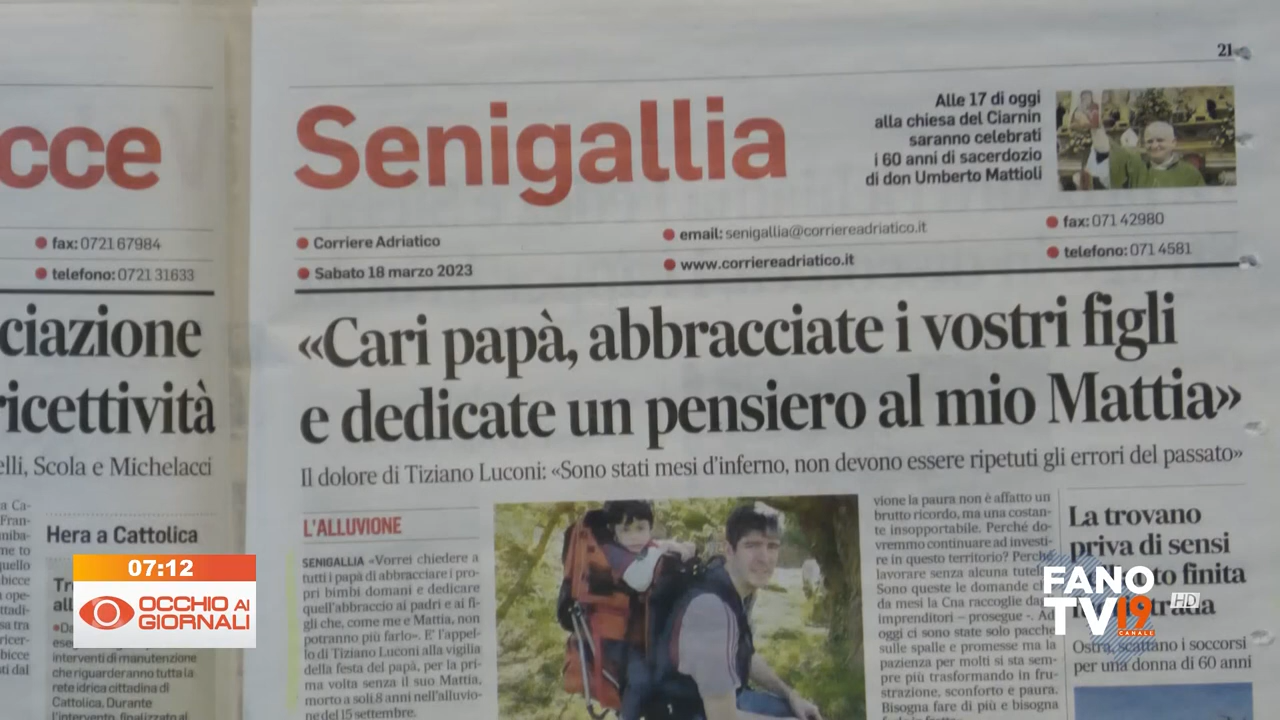 21
cce
fax: 0721 67984
telefono: 0721 31633
ciazione
ricettività
elli, Scola e Michelacci
Hera a Cattolica
interventi di manutenzione
che riguarderanno tutta la
rete idrica cittadina di
Cattolica. Durante
l'intervento, finalizzato al
Senigallia
Alle 17 di oggi
alla chiesa del Ciarnin
saranno celebrati
i 60 anni di sacerdozio
di don Umberto Mattioli
Corriere Adriatico
Sabato 18 marzo 2023
email: senigallia@corriereadriatico.it
www.corriereadriatico.it
fax: 071 42980
telefono: 071 4581
«Cari papà, abbracciate i vostri figli
e dedicate un pensiero al mio Mattia»
Il dolore di Tiziano Luconi: «Sono stati mesi d'inferno, non devono essere ripetuti gli errori del passato»
L'ALLUVIONE
SENIGALLIA «Vorrei chiedere a
tutti i papà di abbracciare i pro-
pri bimbi domani e dedicare
quell'abbraccio ai padri e ai fi-
gli che, come me e Mattia, non
potranno più farlo». E' l'appel-
lo di Tiziano Luconi alla vigilia
della festa del papà, per la pri-
ma volta senza il suo Mattia,
morto a soli 8 anni nell'alluvio-
ne del 15 settembre.
vione la paura non è affatto un
brutto ricordo, ma una costan-
te insopportabile. Perché do-
vremmo continuare ad investi-
re in questo territorio? Perché
lavorare senza alcuna tutel
Sono queste le domande c
da mesi la Cna raccoglie dag
imprenditori – prosegue -. Ad
oggi ci sono state solo pacche
sulle spalle e promesse ma la
pazienza per molti si sta sem-
pre più trasformando in fru-
strazione, sconforto e paura.
Bisogna fare di più e bisogna
La trovano
priva di sensi
to finita
rada
Ostra, scattano i soccorsi
per una donna di 60 anni
07:12
OCCHIO AI
GIORNALI
FANO
TV 19 HD
CANALE